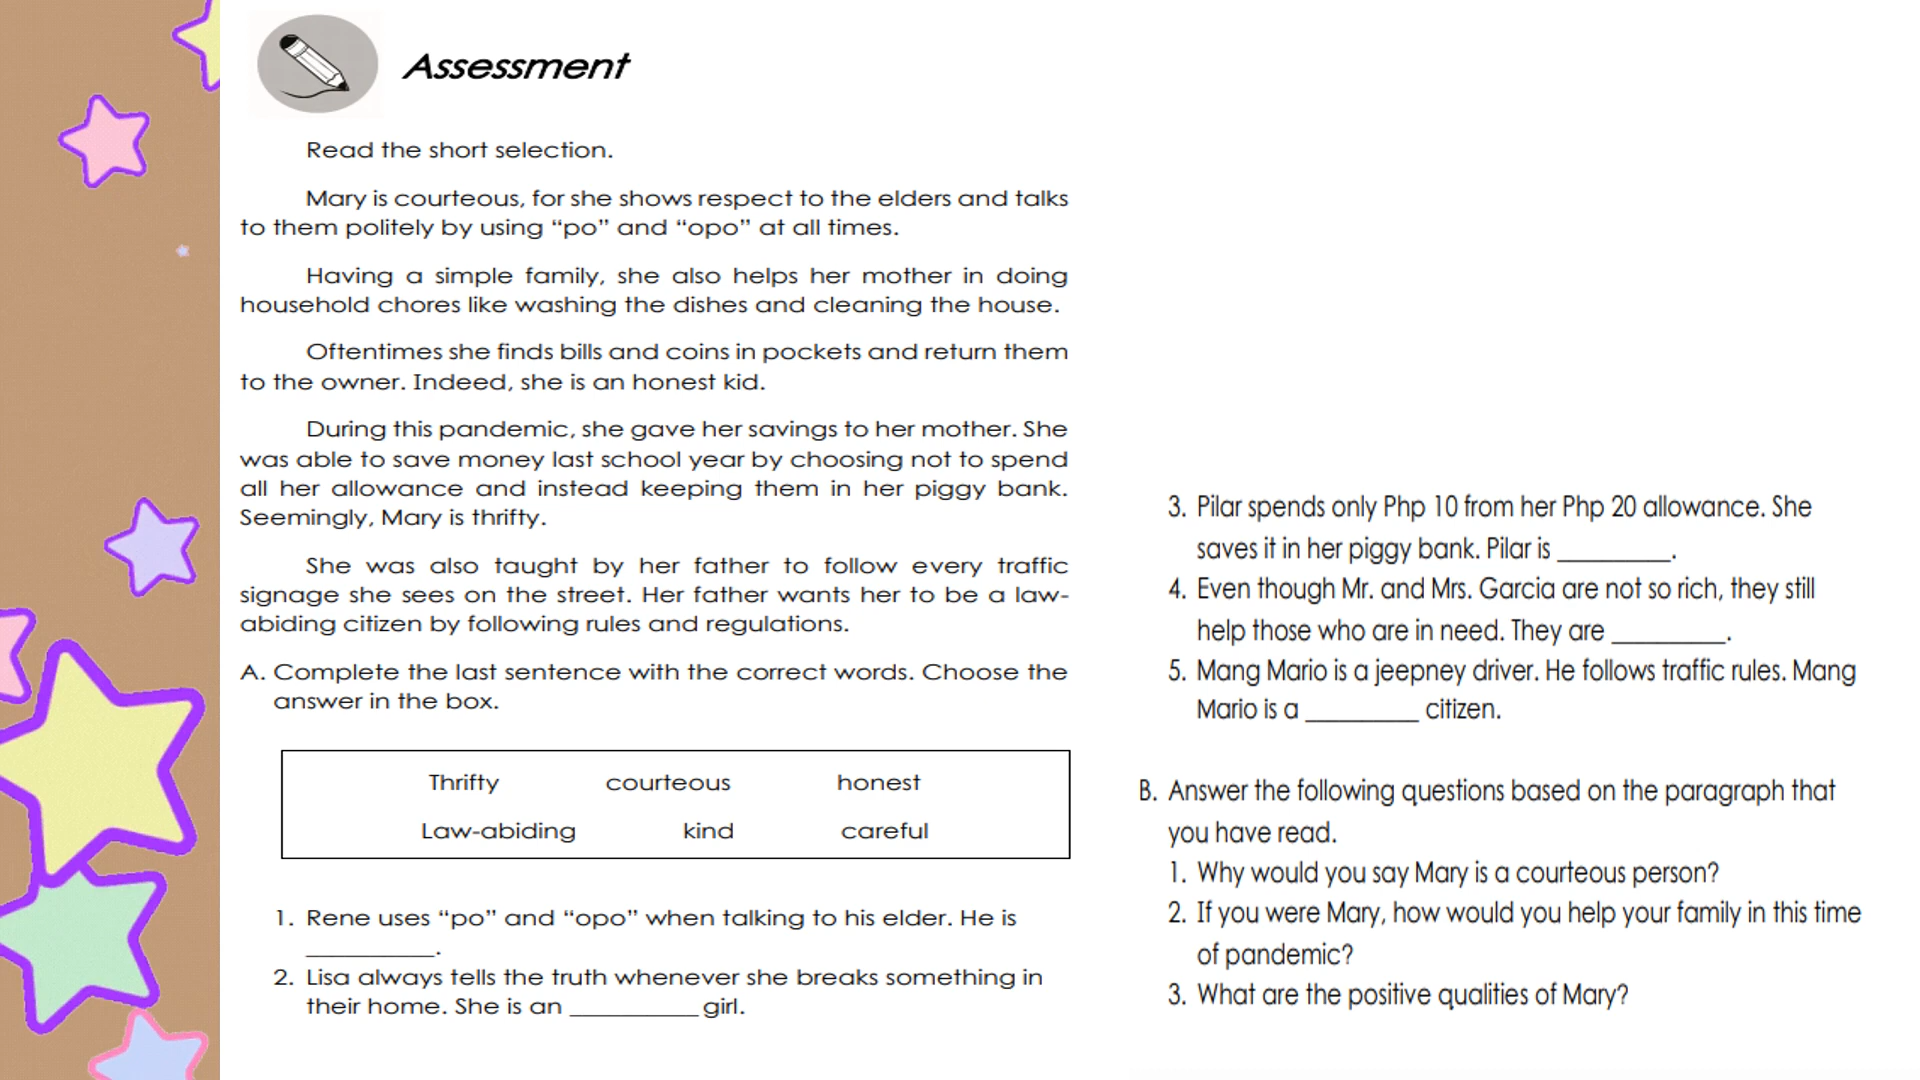 Assessment
Read the short selection.
Mary is courteous, for she shows respect to the elders and talks
to them politely by using “po” and “opo” at all times.
Having a simple family, she also helps her mother in doing
household chores like washing the dishes and cleaning the house.
Oftentimes she finds bills and coins in pockets and return them
to the owner. Indeed, she is an honest kid.
During this pandemic, she gave her savings to her mother. She
was able to save money last school year by choosing not to spend
all her allowance and instead keeping them in her piggy bank.
Seemingly, Mary is thrifty.
She was also taught by her father to follow every traffic
signage she sees on the street. Her father wants her to be a law-
abiding citizen by following rules and regulations.
A. Complete the last sentence with the correct words. Choose the
answer in the box.
Thrifty courteous honest
Law-abiding kind careful
1. Rene uses “po” and “opo” when talking to his elder. He is
__________.
2. Lisa always tells the truth whenever she breaks something in
their home. She is an __________ girl.
3. Pilar spends only Php 10 from her Php 20 allowance. She
saves it in her piggy bank. Pilar is _________.
4. Even though Mr. and Mrs. Garcia are not so rich, they still
help those who are in need. They are _________.
5. Mang Mario is a jeepney driver. He follows traffic rules. Mang
Mario is a _________ citizen.
B. Answer the following questions based on the paragraph that
you have read.
1. Why would you say Mary is a courteous person?
2. If you were Mary, how would you help your family in this time
of pandemic?
3. What are the positive qualities of Mary?